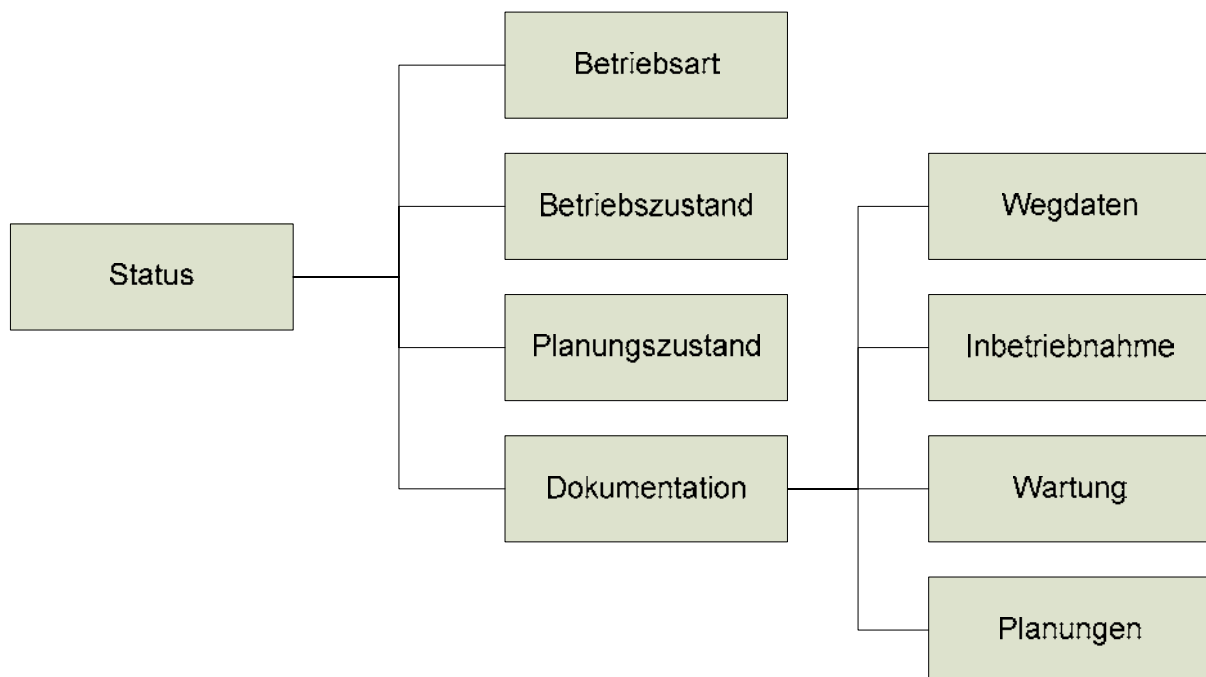 Status
Betriebsart
Betriebszustand
Planungszustand
Dokumentation
Wegdaten
Inbetriebnahme
Wartung
Planungen